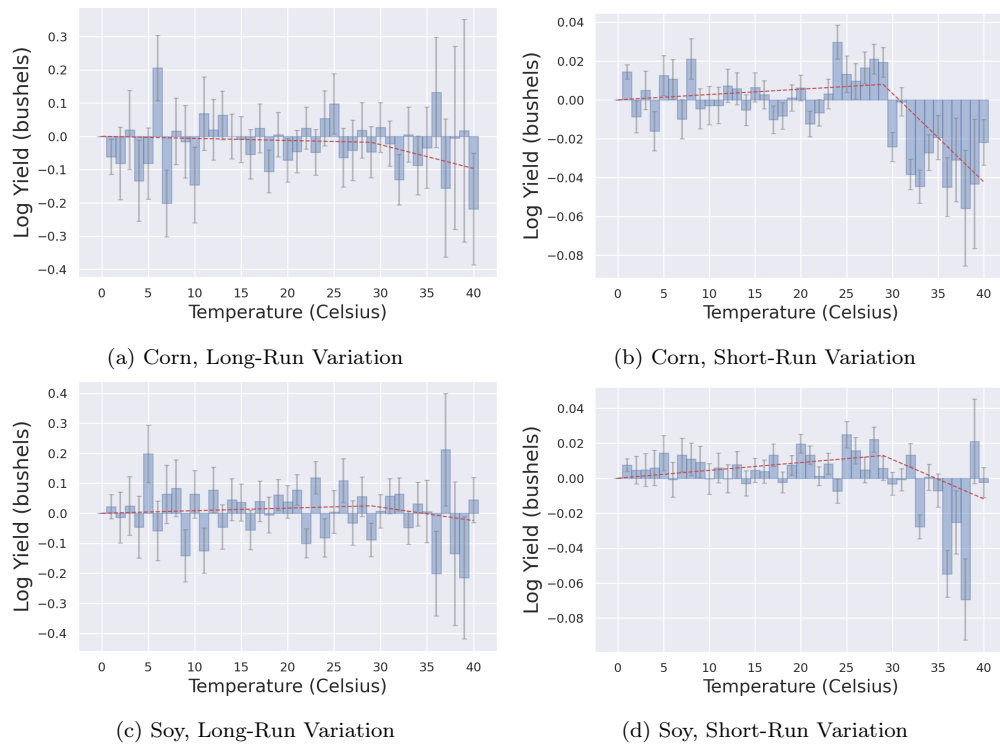 0.3
0.2
0.1
0.0
−0.1
−0.2
−0.3
−0.4
Log Yield (bushels)
0 5 10 15 20 25 30 35 40
Temperature (Celsius)
(a) Corn, Long-Run Variation
0.04
0.02
0.00
−0.02
−0.04
−0.06
−0.08
Log Yield (bushels)
0 5 10 15 20 25 30 35 40
Temperature (Celsius)
(b) Corn, Short-Run Variation
0.4
0.3
0.2
0.1
0.0
−0.1
−0.2
−0.3
−0.4
Log Yield (bushels)
0 5 10 15 20 25 30 35 40
Temperature (Celsius)
(c) Soy, Long-Run Variation
0.04
0.02
0.00
−0.02
−0.04
−0.06
−0.08
Log Yield (bushels)
0 5 10 15 20 25 30 35 40
Temperature (Celsius)
(d) Soy, Short-Run Variation